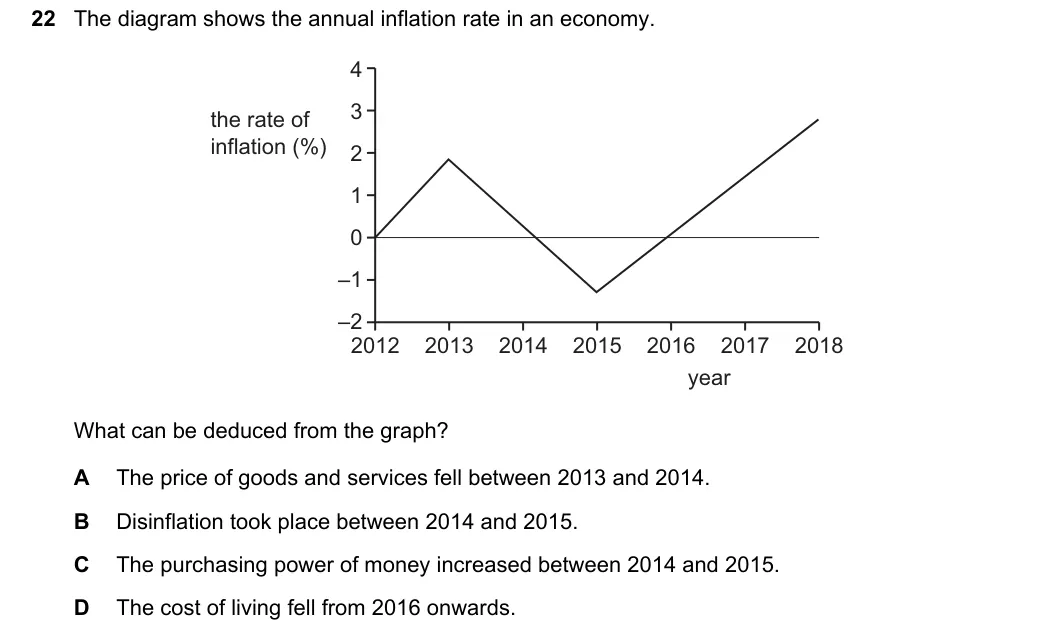 22 The diagram shows the annual inflation rate in an economy.
the rate of
inflation (%)
4
3
2
1
0
–1
–2
2012 2013 2014 2015 2016 2017 2018
year
What can be deduced from the graph?
A The price of goods and services fell between 2013 and 2014.
B Disinflation took place between 2014 and 2015.
C The purchasing power of money increased between 2014 and 2015.
D The cost of living fell from 2016 onwards.